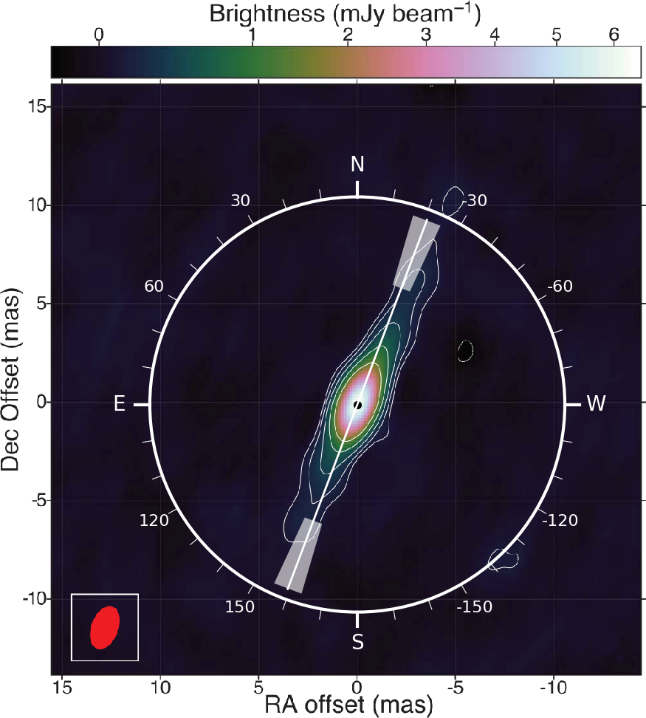 Brightness (mJy beam−1)
0 1 2 3 4 5 6
15
10
5
0
-5
-10
Dec Offset (mas)
N
30 -30
60 -60
E W
120 -120
150 -150
S
15 10 5 0 -5 -10
RA offset (mas)